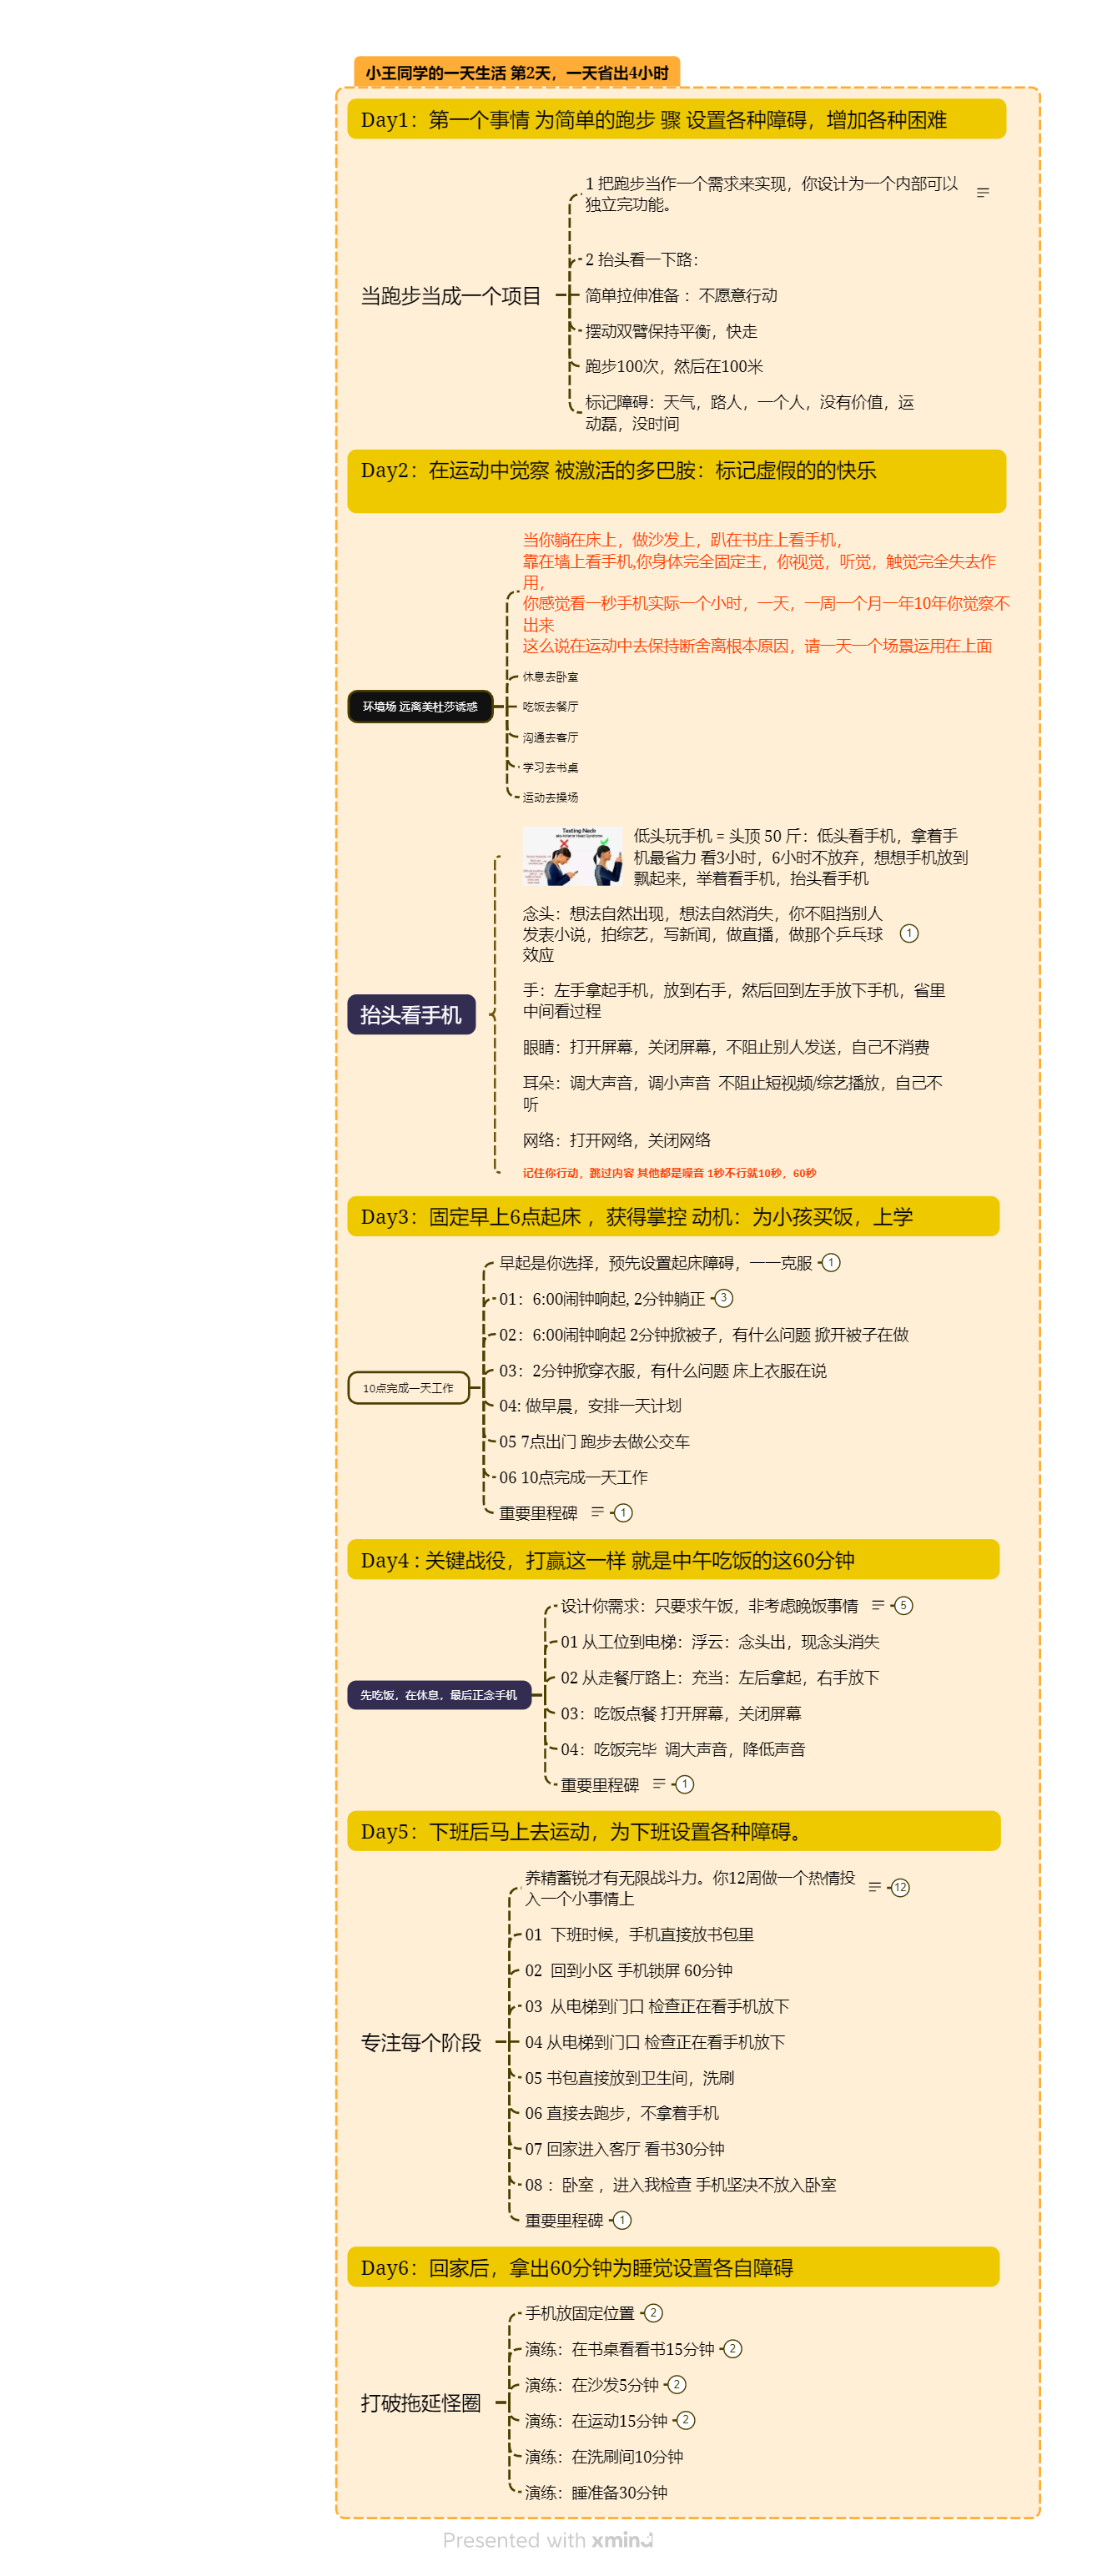 小王同学的一天生活 第2天，一天省出4小时
Day1：第一个事情 为简单的跑步 骤 设置各种障碍，增加各种困难
当跑步当成一个项目
1 把跑步当作一个需求来实现，你设计为一个内部可以
独立完功能。
2 抬头看一下路：
简单拉伸准备 ：不愿意行动
摆动双臂保持平衡，快走
跑步100次，然后在100米
标记障碍：天气，路人，一个人，没有价值，运
动磊，没时间
Day2：在运动中觉察 被激活的多巴胺：标记虚假的的快乐
环境场 远离美杜莎诱惑
当你躺在床上，做沙发上，趴在书庄上看手机，
靠在墙上看手机,你身体完全固定主，你视觉，听觉，触觉完全失去作
用，
你感觉看一秒手机实际一个小时，一天，一周一个月一年10年你觉察不
出来
这么说在运动中去保持断舍离根本原因，请一天一个场景运用在上面
休息去卧室
吃饭去餐厅
沟通去客厅
学习去书桌
运动去操场
抬头看手机
Texting Neck
低头玩手机 = 头顶 50 斤：低头看手机，拿着手
机最省力 看3小时，6小时不放弃，想想手机放到
飘起来，举着看手机，抬头看手机
念头：想法自然出现，想法自然消失，你不阻挡别人
发表小说，拍综艺，写新闻，做直播，做那个乒乓球
效应
1
手：左手拿起手机，放到右手，然后回到左手放下手机，省里
中间看过程
眼睛：打开屏幕，关闭屏幕，不阻止别人发送，自己不消费
耳朵：调大声音，调小声音 不阻止短视频/综艺播放，自己不
听
网络：打开网络，关闭网络
记住你行动，跳过内容 其他都是噪音 1秒不行就10秒，60秒
Day3：固定早上6点起床 ，获得掌控 动机：为小孩买饭，上学
10点完成一天工作
早起是你选择，预先设置起床障碍，一一克服 1
01：6:00闹钟响起, 2分钟躺正 3
02：6:00闹钟响起 2分钟掀被子，有什么问题 掀开被子在做
03：2分钟掀穿衣服，有什么问题 床上衣服在说
04: 做早晨，安排一天计划
05 7点出门 跑步去做公交车
06 10点完成一天工作
重要里程碑 1
Day4 : 关键战役，打赢这一样 就是中午吃饭的这60分钟
先吃饭，在休息，最后正念手机
设计你需求：只要求午饭，非考虑晚饭事情 5
01 从工位到电梯：浮云：念头出，现念头消失
02 从走餐厅路上：充当：左后拿起，右手放下
03：吃饭点餐 打开屏幕，关闭屏幕
04：吃饭完毕 调大声音，降低声音
重要里程碑 1
Day5：下班后马上去运动，为下班设置各种障碍。
专注每个阶段
养精蓄锐才有无限战斗力。你12周做一个热情投
入一个小事情上
12
01 下班时候，手机直接放书包里
02 回到小区 手机锁屏 60分钟
03 从电梯到门口 检查正在看手机放下
04 从电梯到门口 检查正在看手机放下
05 书包直接放到卫生间，洗刷
06 直接去跑步，不拿着手机
07 回家进入客厅 看书30分钟
08 ：卧室 ，进入我检查 手机坚决不放入卧室
重要里程碑 1
Day6：回家后，拿出60分钟为睡觉设置各自障碍
打破拖延怪圈
手机放固定位置 2
演练：在书桌看看书15分钟 2
演练：在沙发5分钟 2
演练：在运动15分钟 2
演练：在洗刷间10分钟
演练：睡准备30分钟
Presented with xmind